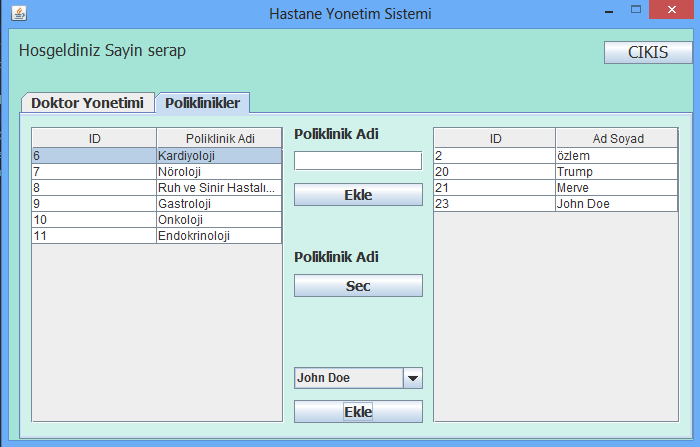 Hastane Yonetim Sistemi
Hosgeldiniz Sayin serap
CIKIS
Doktor Yonetimi Poliklinikler
ID Poliklinik Adi
6 Kardiyoloji
7 Nöroloji
8 Ruh ve Sinir Hastalı...
9 Gastroloji
10 Onkoloji
11 Endokrinoloji
Poliklinik Adi
Ekle
Poliklinik Adi
Sec
John Doe
Ekle
ID Ad Soyad
2 özlem
20 Trump
21 Merve
23 John Doe